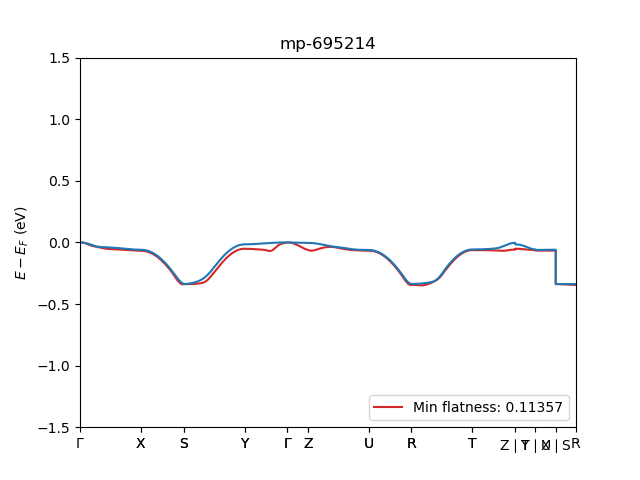 mp-695214
1.5
1.0
0.5
0.0
−0.5
−1.0
−1.5
E − E_F (eV)
Min flatness: 0.11357
Γ X S Y Γ Z U R T Z | Y | | S R